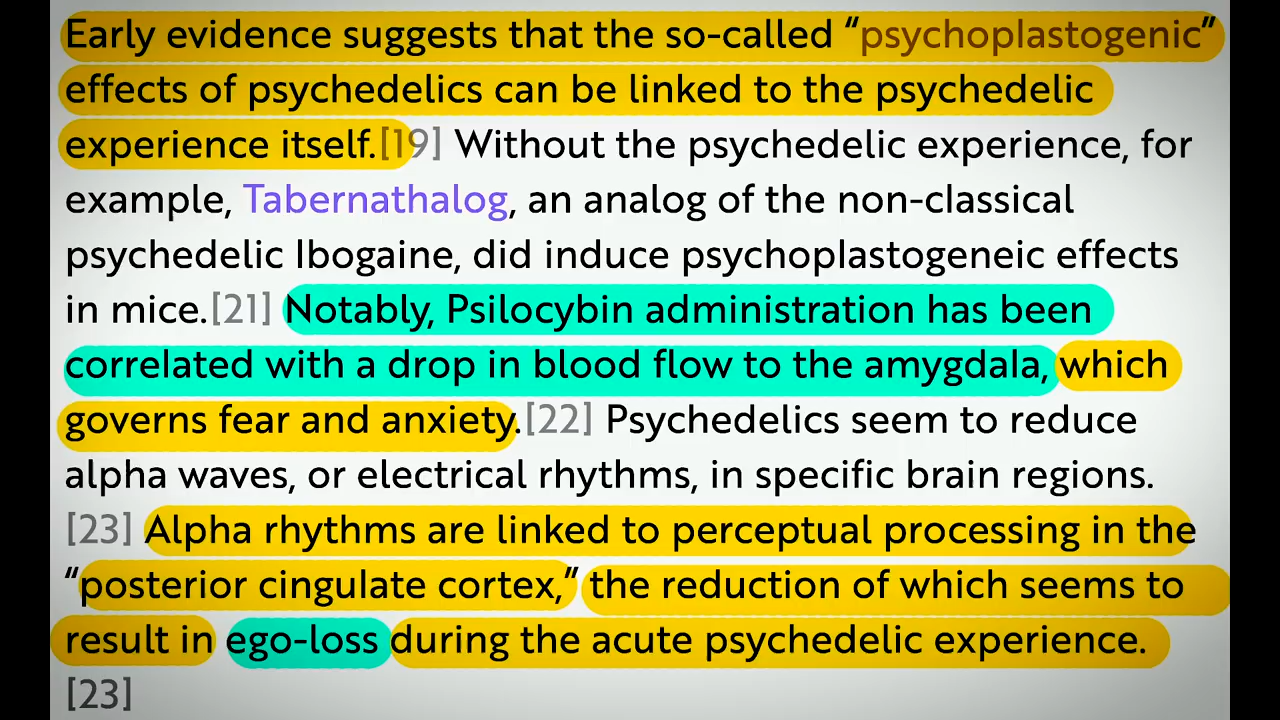 Early evidence suggests that the so-called “psychoplastogenic”
effects of psychedelics can be linked to the psychedelic
experience itself.[19] Without the psychedelic experience, for
example, Tabernathalog, an analog of the non-classical
psychedelic Ibogaine, did induce psychoplastogeneic effects
in mice.[21] Notably, Psilocybin administration has been
correlated with a drop in blood flow to the amygdala, which
governs fear and anxiety.[22] Psychedelics seem to reduce
alpha waves, or electrical rhythms, in specific brain regions.
[23] Alpha rhythms are linked to perceptual processing in the
“posterior cingulate cortex,” the reduction of which seems to
result in ego-loss during the acute psychedelic experience.
[23]